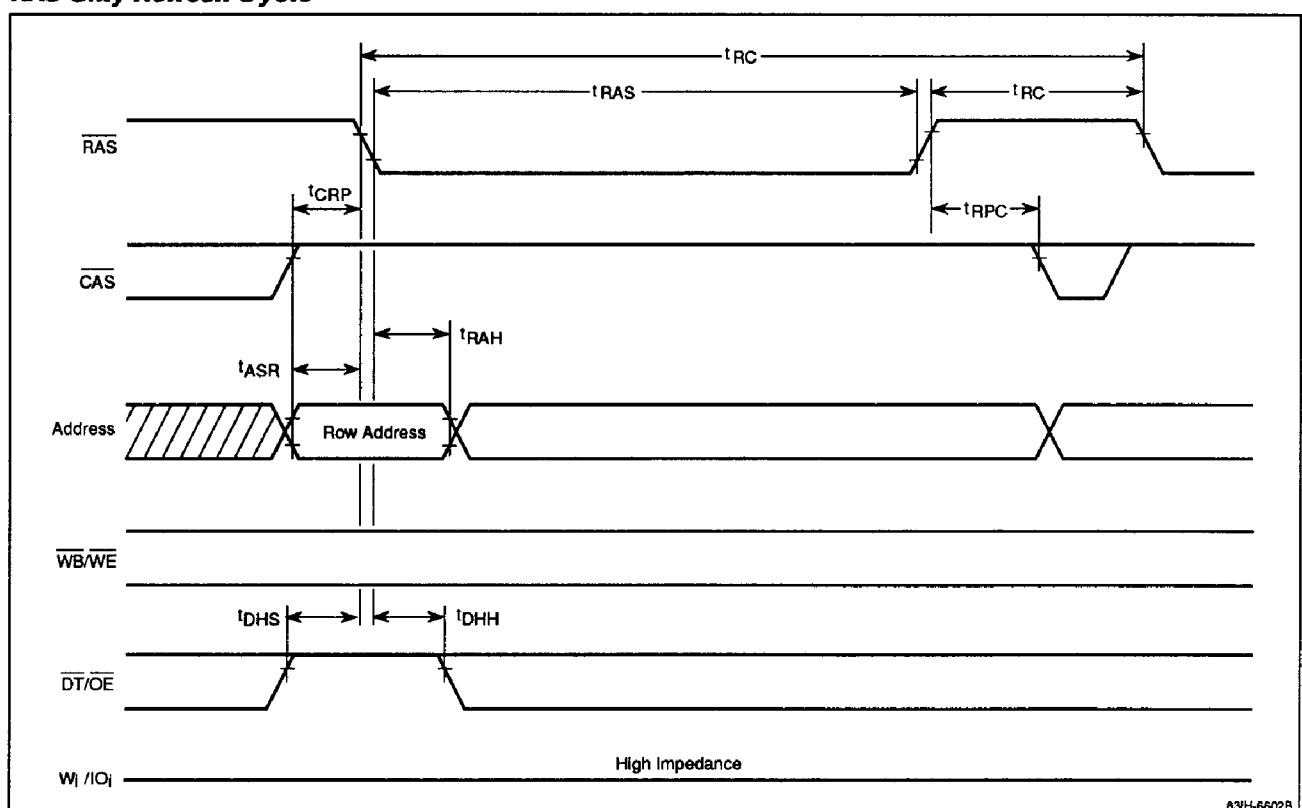 RAS-Only Refresh Cycle
tRC
tRAS
tRC
RAS
tCRP
tRPC
CAS
tRAH
tASR
Address
Row Address
WB/WE
tDHS
tDHH
DT/OE
High Impedance
Wi /IOi
83IH-6602B